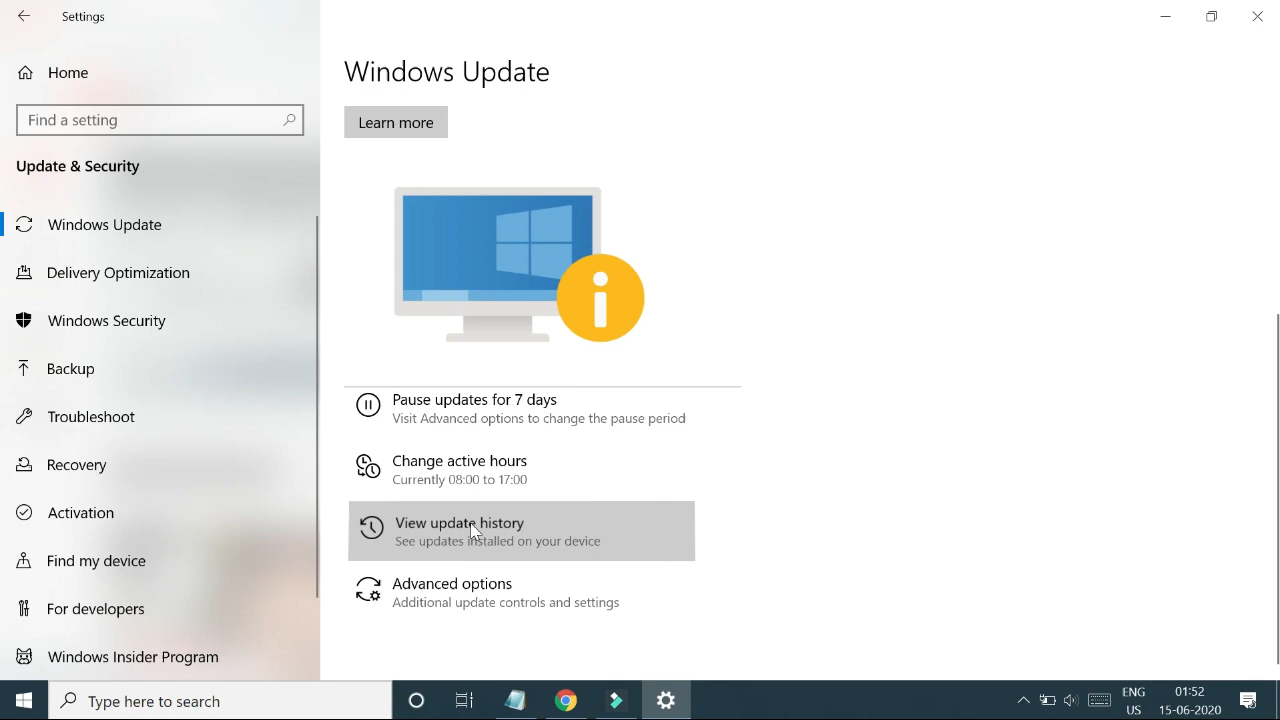 Settings
Home
Find a setting
Update & Security
Windows Update
Delivery Optimization
Windows Security
Backup
Troubleshoot
Recovery
Activation
Find my device
For developers
Windows Insider Program
Windows Update
Learn more
Pause updates for 7 days
Visit Advanced options to change the pause period
Change active hours
Currently 08:00 to 17:00
View update history
See updates installed on your device
Advanced options
Additional update controls and settings
Type here to search
ENG
US
01:52
15-06-2020